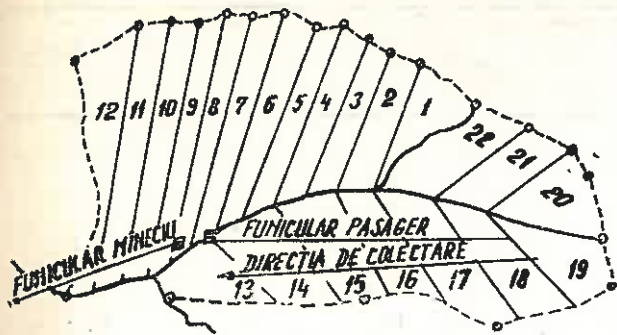 12 11 10 9 8 7 6 5 4 3 2 1
22 21 20
FUNICULAR PASAGER
FUNICULAR MÎNECIU
DIRECȚIA DE COLECTARE
13 14 15 16 17 18 19